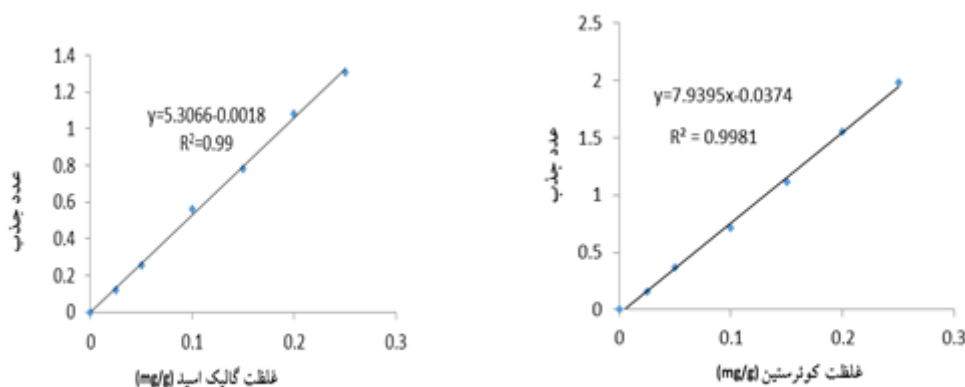 1.4
1.2
1
0.8
0.6
0.4
0.2
0
0
0.1
0.2
0.3
y=5.3066-0.0018
R²=0.99
عدد جذب
غلظت گالیک اسید (mg/g)
2.5
2
1.5
1
0.5
0
0
0.1
0.2
0.3
y=7.9395x-0.0374
R² = 0.9981
عدد جذب
غلظت کوئرستین (mg/g)